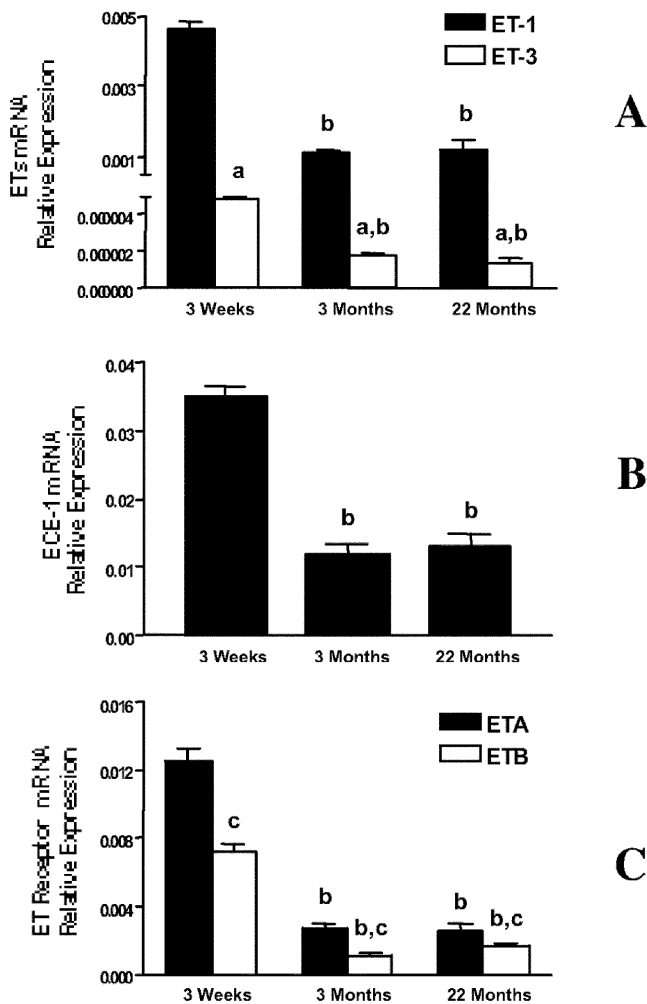 0.005
ET-1
ET-3
0.003
A
b
b
0.001
a
0.000004
a,b
a,b
0.000002
0.000000
ETs mRNA
Relative Expression
3 Weeks
3 Months
22 Months
0.04
0.03
B
0.02
b
b
0.01
0.00
ECE-1 mRNA
Relative Expression
3 Weeks
3 Months
22 Months
0.016
ETA
ETB
0.012
c
0.008
C
b
b
0.004
b,c
b,c
0.000
ET Receptor mRNA
Relative Expression
3 Weeks
3 Months
22 Months